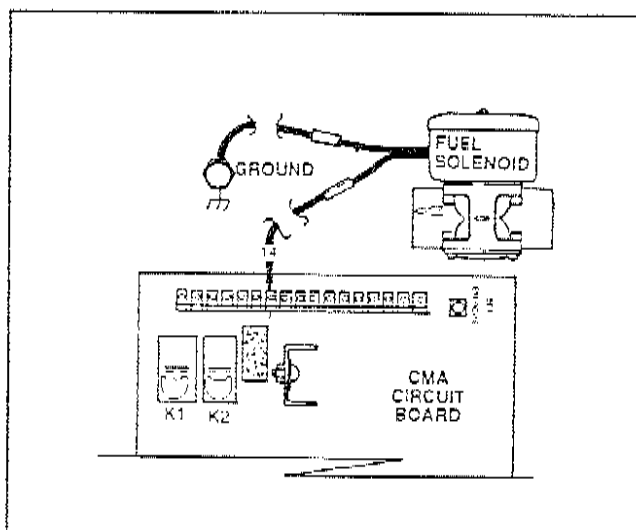 FUEL
SOLENOID
GROUND
14
CMA
CIRCUIT
BOARD
K1
K2